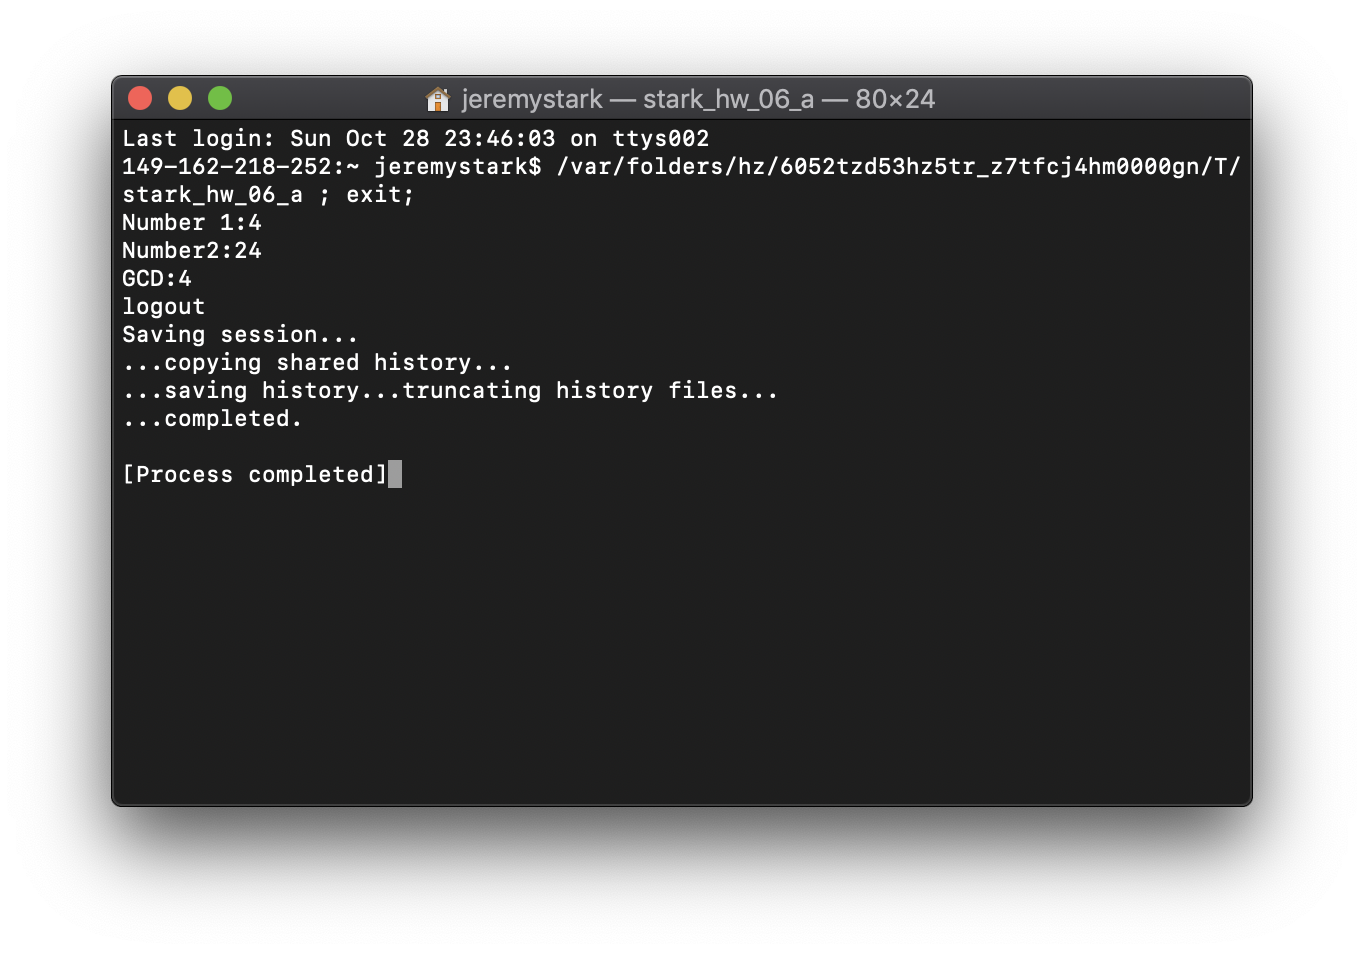 jeremystark — stark_hw_06_a — 80×24
Last login: Sun Oct 28 23:46:03 on ttys002
149-162-218-252:~ jeremystark$ /var/folders/hz/6052tzd53hz5tr_z7tfcj4hm0000gn/T/
stark_hw_06_a ; exit;
Number 1:4
Number2:24
GCD:4
logout
Saving session...
...copying shared history...
...saving history...truncating history files...
...completed.
[Process completed]